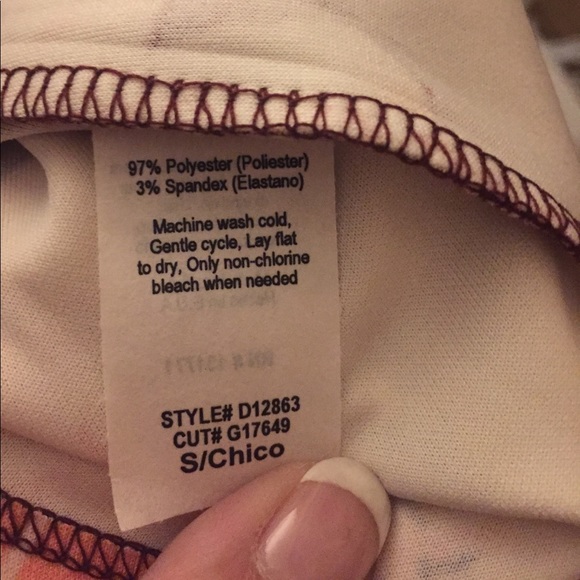 97% Polyester (Poliester)
3% Spandex (Elastano)
Machine wash cold,
Gentle cycle, Lay flat
to dry, Only non-chlorine
bleach when needed
STYLE# D12863
CUT# G17649
S/Chico